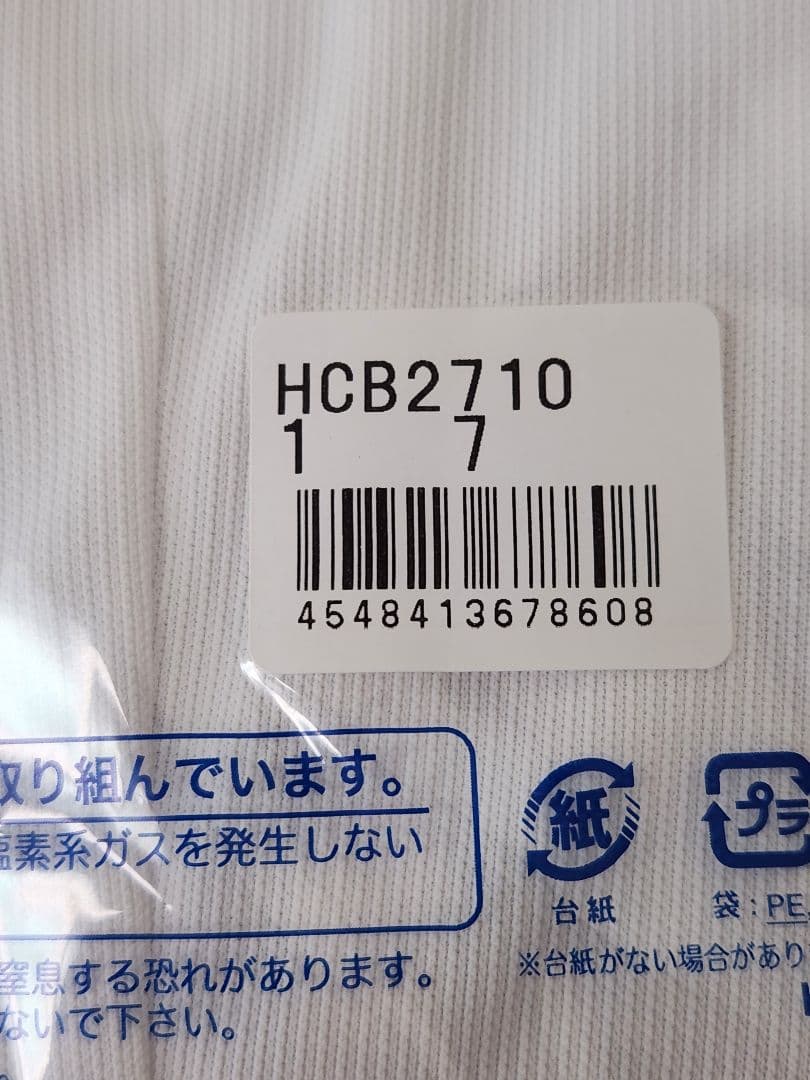 HCB2710
1 7
4548413678608
取り組んでいます。
塩素系ガスを発生しない
紙
プラ
台紙
袋:PE
※台紙がない場合があり
窒息する恐れがあります。
ないで下さい。